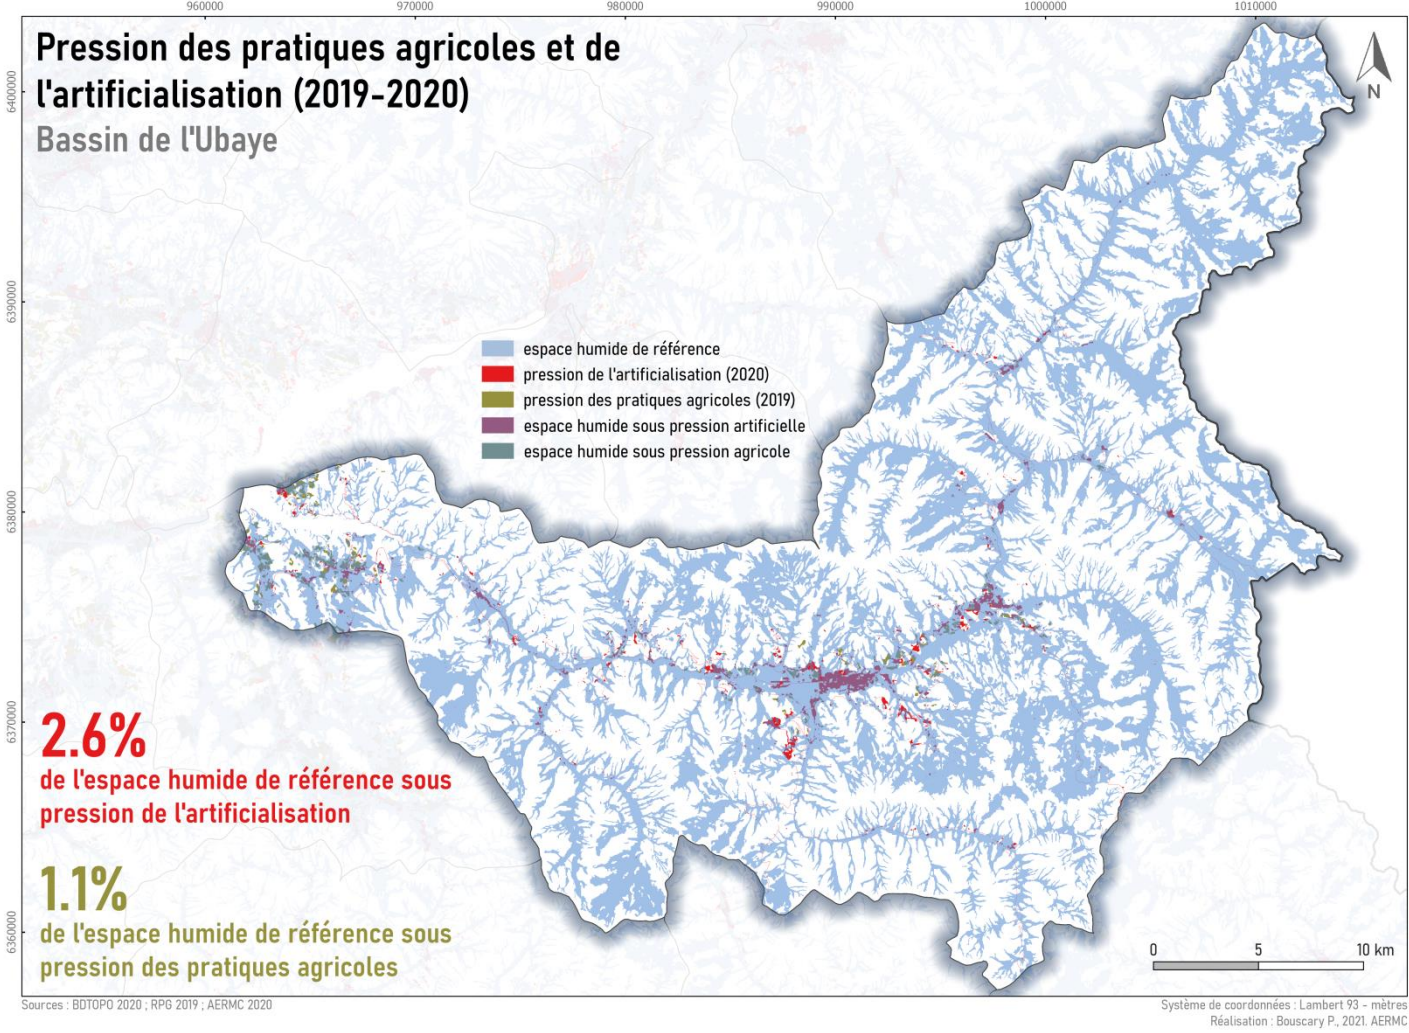 960000 970000 980000 990000 1000000 1010000
Pression des pratiques agricoles et de
l'artificialisation (2019-2020)
Bassin de l'Ubaye
N
6400000
6390000
6380000
6370000
6360000
espace humide de référence
pression de l'artificialisation (2020)
pression des pratiques agricoles (2019)
espace humide sous pression artificielle
espace humide sous pression agricole
2.6%
de l'espace humide de référence sous
pression de l'artificialisation
1.1%
de l'espace humide de référence sous
pression des pratiques agricoles
0 5 10 km
Sources : BDTOPO 2020 ; RPG 2019 ; AERMC 2020
Système de coordonnées : Lambert 93 - mètres
Réalisation : Bouscary P., 2021. AERMC